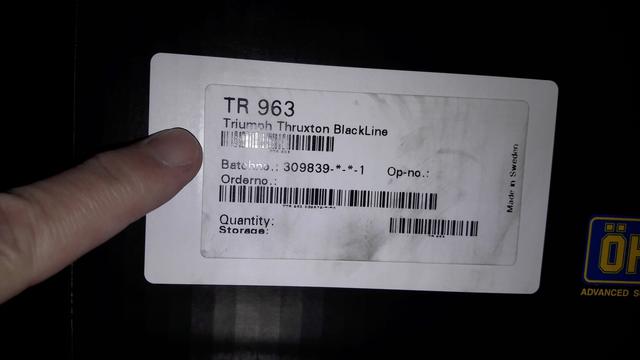 TR 963
Triumph Thruxton BlackLine
Batchno.: 309839-*-*-1 Op-no.:
Orderno.:
Quantity:
Storage:
Made in Sweden
ÖH
ADVANCED S